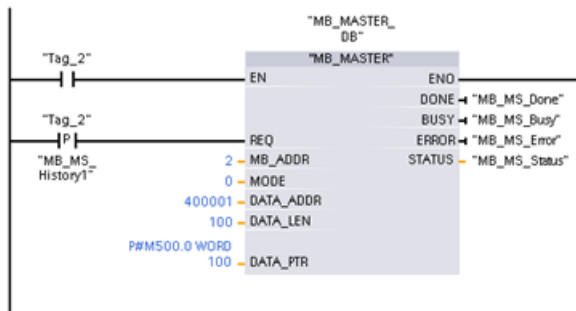 "MB_MASTER_
DB"
"Tag_2"
"MB_MASTER"
EN
ENO
DONE
"MB_MS_Done"
"Tag_2"
BUSY
"MB_MS_Busy"
P
REQ
ERROR
"MB_MS_Error"
"MB_MS_
History1"
2
MB_ADDR
STATUS
"MB_MS_Status"
0
MODE
400001
DATA_ADDR
100
DATA_LEN
P#M500.0 WORD
100
DATA_PTR